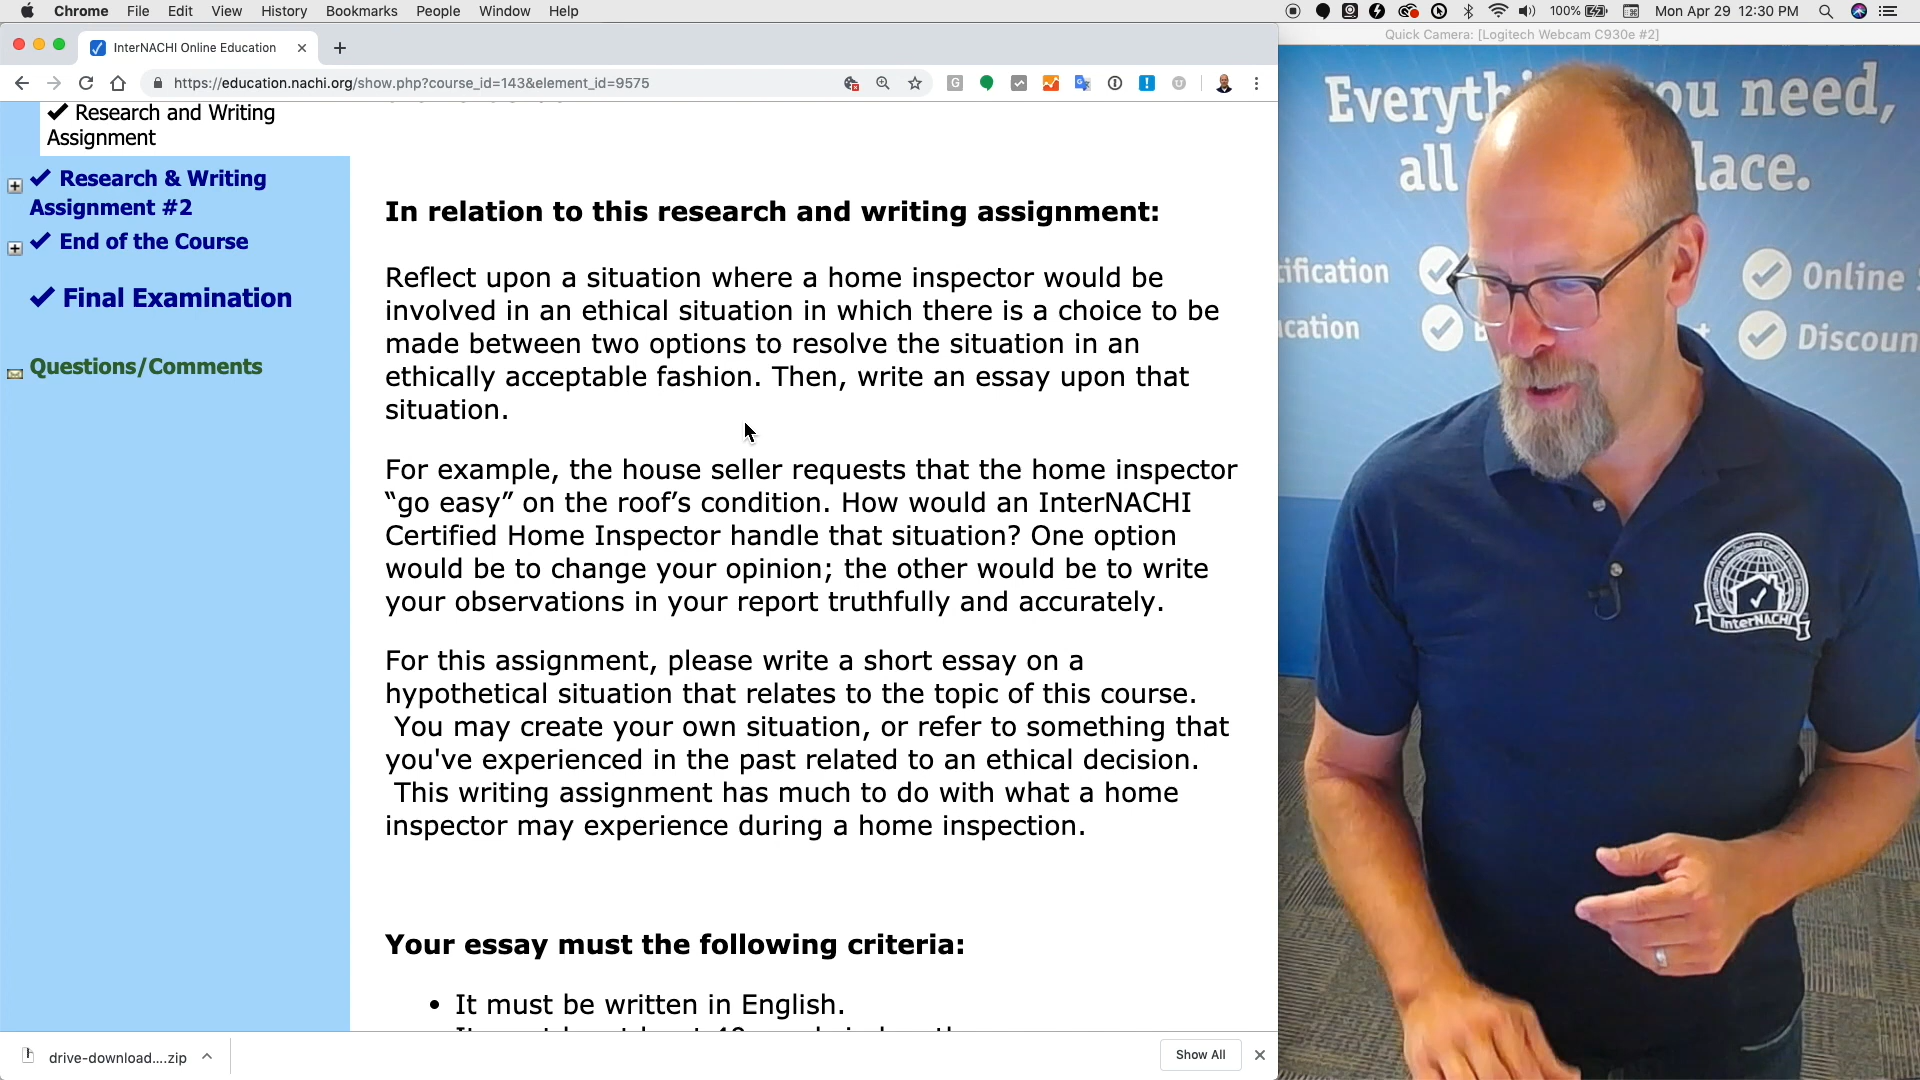 Chrome File Edit View History Bookmarks People Window Help
100% Mon Apr 29 12:30 PM
Quick Camera: [Logitech Webcam C930e #2]
InterNACHI Online Education
https://education.nachi.org/show.php?course_id=143&element_id=9575
Research and Writing
Assignment
Research & Writing
Assignment #2
End of the Course
Final Examination
Questions/Comments
In relation to this research and writing assignment:
Reflect upon a situation where a home inspector would be
involved in an ethical situation in which there is a choice to be
made between two options to resolve the situation in an
ethically acceptable fashion. Then, write an essay upon that
situation.
For example, the house seller requests that the home inspector
“go easy” on the roof’s condition. How would an InterNACHI
Certified Home Inspector handle that situation? One option
would be to change your opinion; the other would be to write
your observations in your report truthfully and accurately.
For this assignment, please write a short essay on a
hypothetical situation that relates to the topic of this course.
You may create your own situation, or refer to something that
you've experienced in the past related to an ethical decision.
This writing assignment has much to do with what a home
inspector may experience during a home inspection.
Your essay must the following criteria:
• It must be written in English.
drive-download....zip
Show All
you need,
all
Online
Discoun
InterNACHI